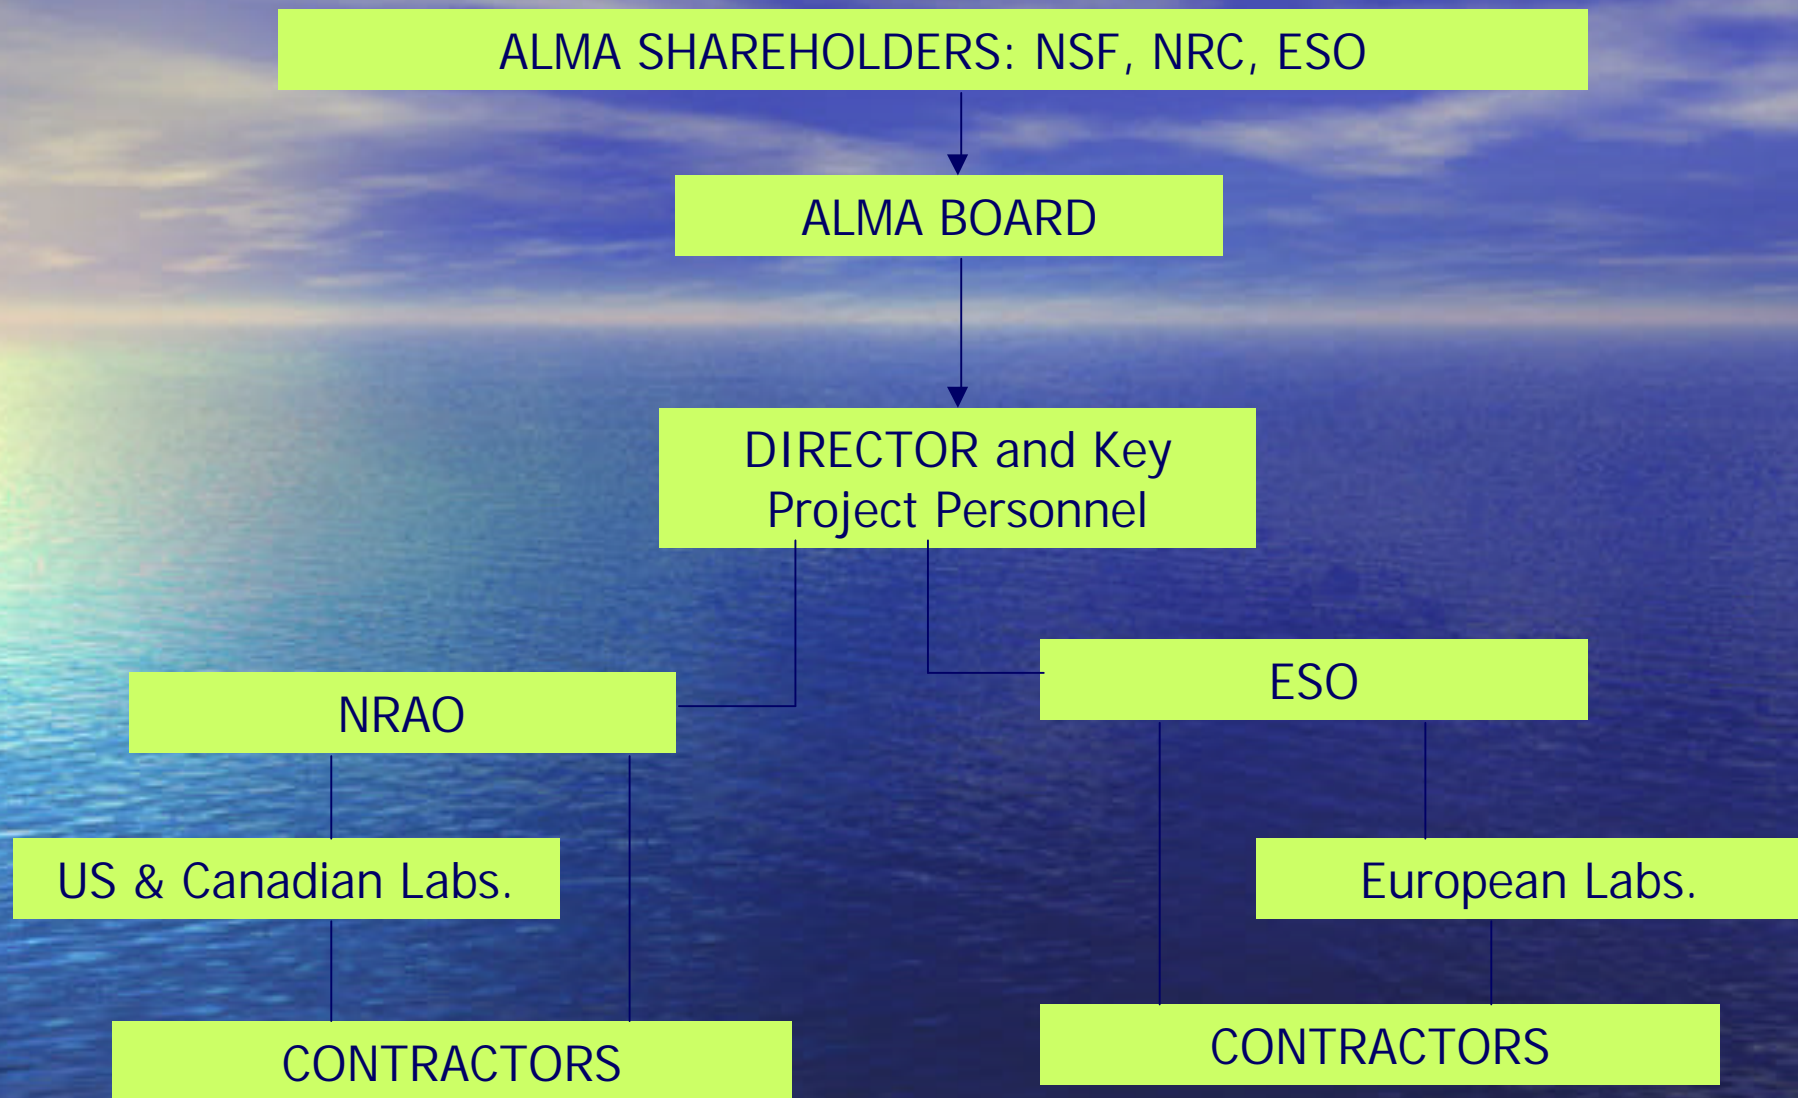 ALMA SHAREHOLDERS: NSF, NRC, ESO
ALMA BOARD
DIRECTOR and Key
Project Personnel
NRAO
ESO
US & Canadian Labs.
European Labs.
CONTRACTORS
CONTRACTORS